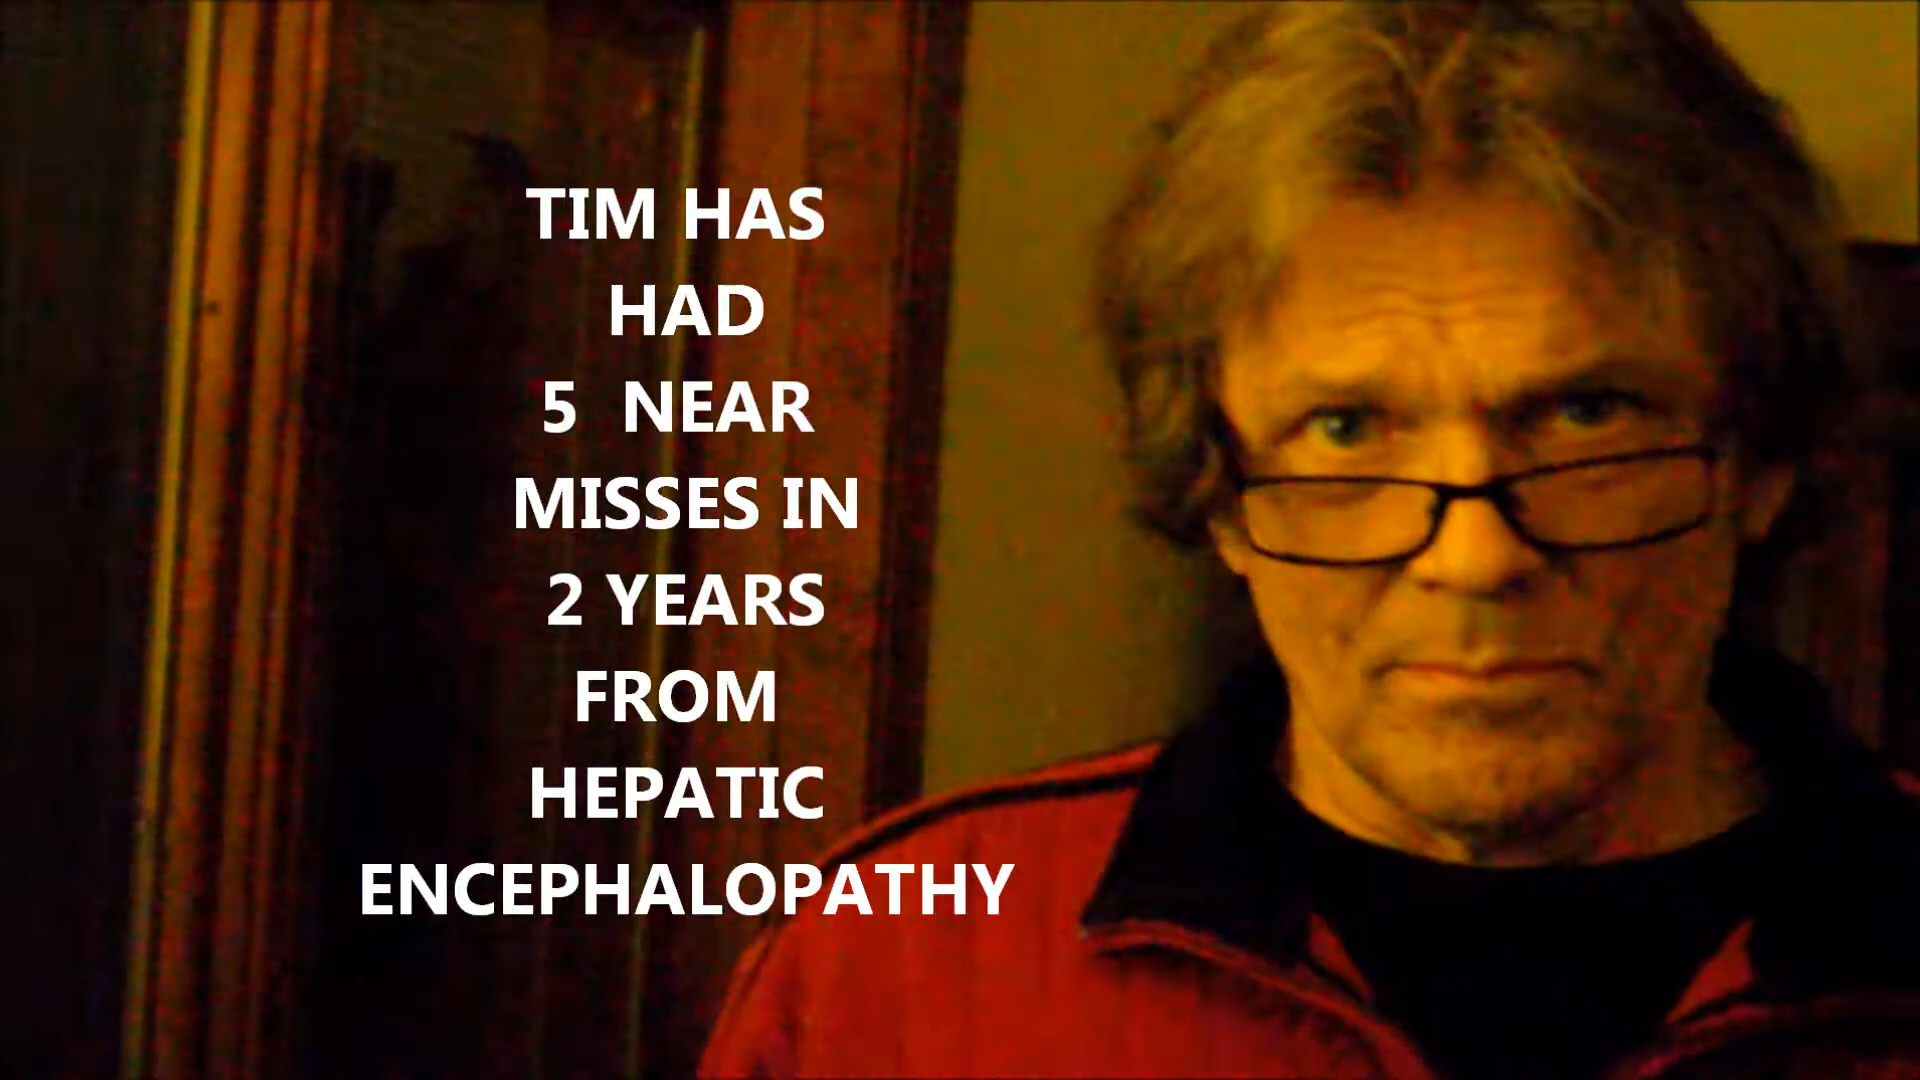 TIM HAS
HAD
5  NEAR
MISSES IN
2 YEARS
FROM
HEPATIC
ENCEPHALOPATHY